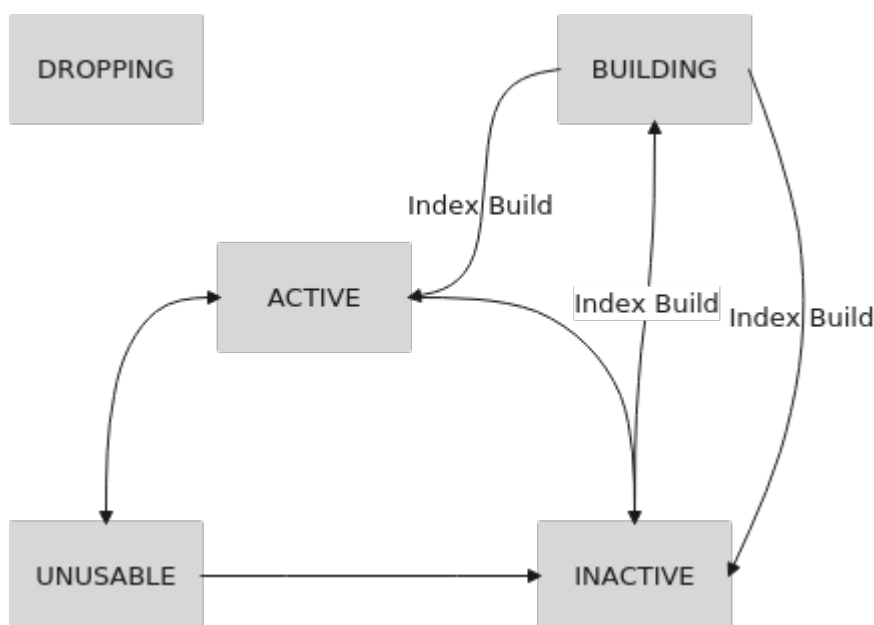 DROPPING
BUILDING
Index Build
ACTIVE
Index Build
Index Build
UNUSABLE
INACTIVE